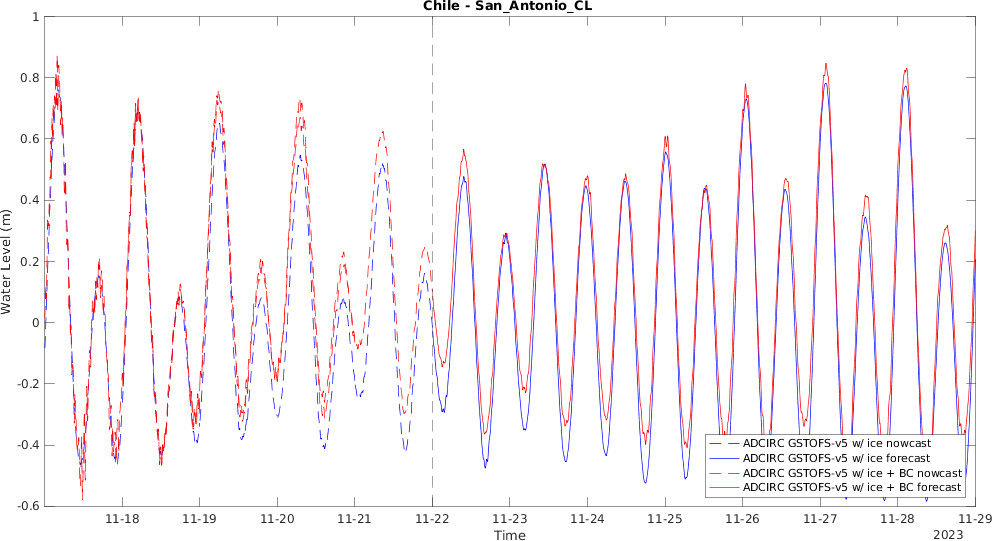 Chile - San_Antonio_CL
Water Level (m)
1
0.8
0.6
0.4
0.2
0
-0.2
-0.4
-0.6
ADCIRC GSTOFS-v5 w/ ice nowcast
ADCIRC GSTOFS-v5 w/ ice forecast
ADCIRC GSTOFS-v5 w/ ice + BC nowcast
ADCIRC GSTOFS-v5 w/ ice + BC forecast
11-18 11-19 11-20 11-21 11-22 11-23 11-24 11-25 11-26 11-27 11-28 11-29
Time
2023